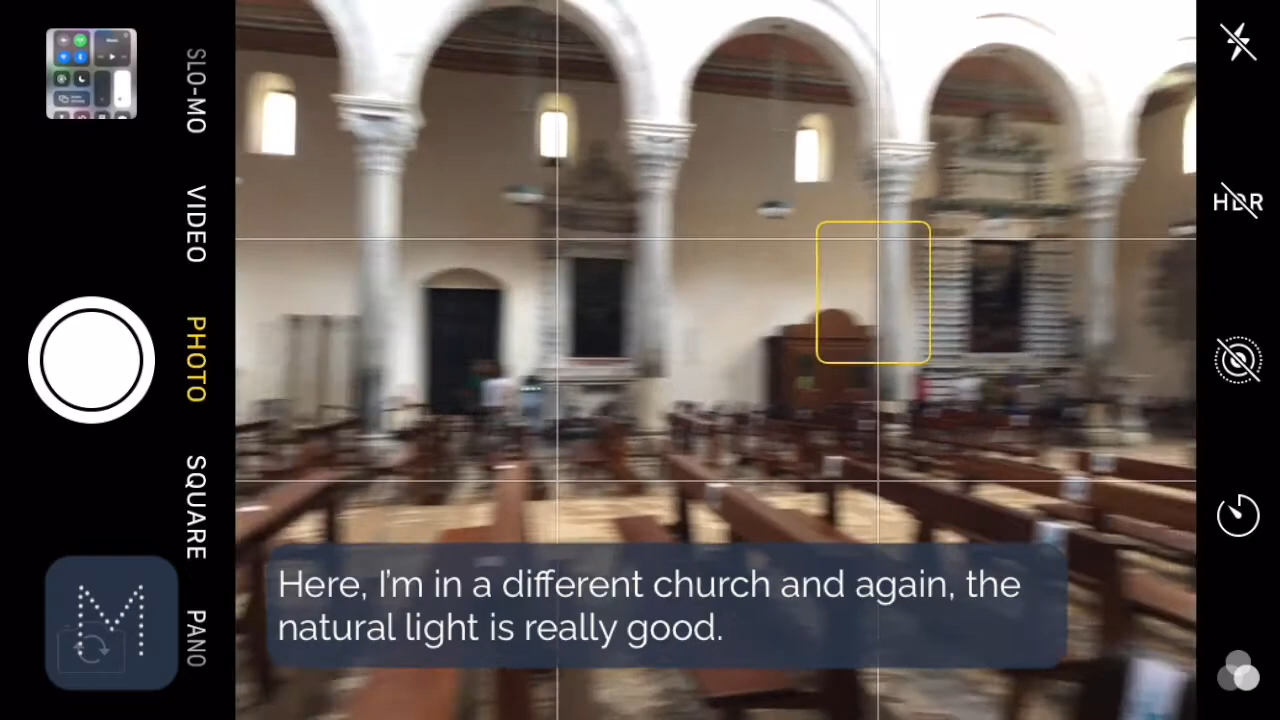 SLO-MO
VIDEO
PHOTO
SQUARE
PANO
HDR
M
Here, I'm in a different church and again, the
natural light is really good.